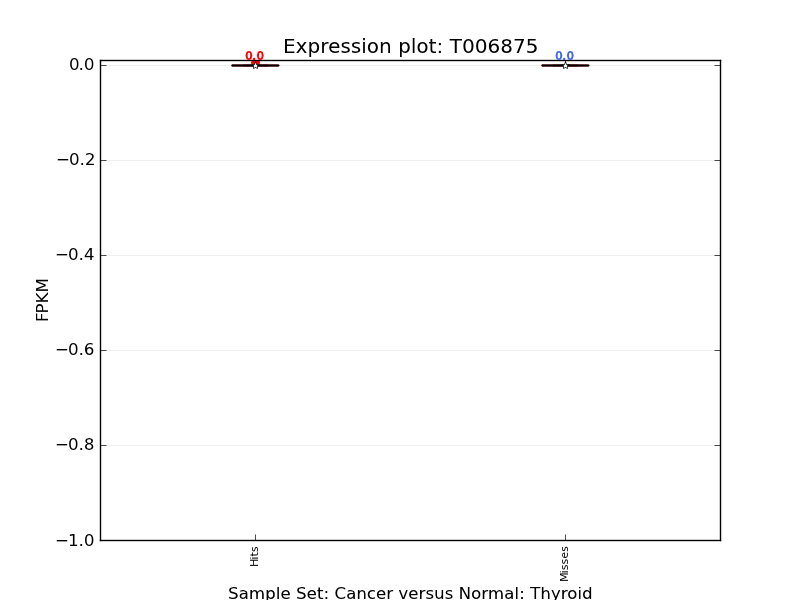 Expression plot: T006875
0.0
0.0
0.0
−0.2
−0.4
−0.6
−0.8
−1.0
FPKM
Hits
Misses
Sample Set: Cancer versus Normal: Thyroid